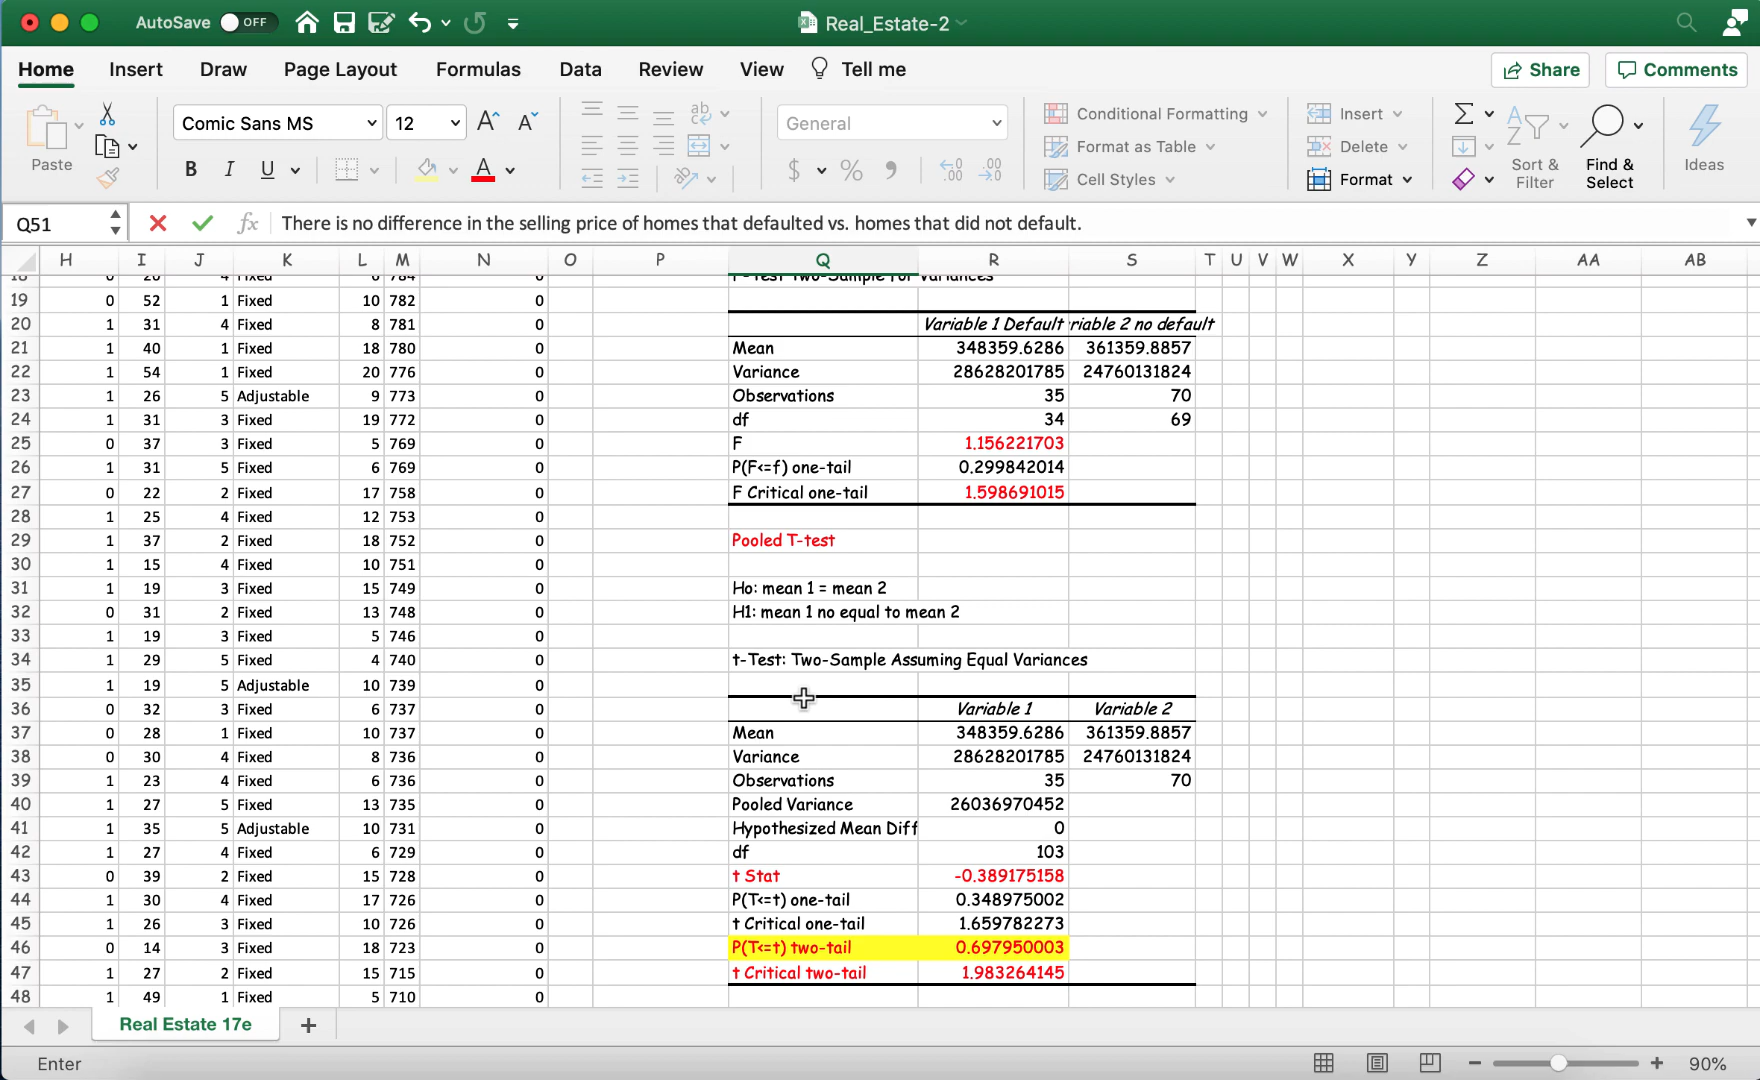 AutoSave OFF Real_Estate-2
Home Insert Draw Page Layout Formulas Data Review View Tell me Share Comments
Comic Sans MS 12 General Conditional Formatting Insert
Format as Table Delete
Paste B I U $ % Cell Styles Format Sort & Filter Find & Select Ideas
Q51 fx There is no difference in the selling price of homes that defaulted vs. homes that did not default.
H I J K L M N O P Q R S T U V W X Y Z AA AB
19 0 52 1 Fixed 10 782 0
20 1 31 4 Fixed 8 781 0 Variable 1 Default riable 2 no default
21 1 40 1 Fixed 18 780 0 Mean 348359.6286 361359.8857
22 1 54 1 Fixed 20 776 0 Variance 28628201785 24760131824
23 1 26 5 Adjustable 9 773 0 Observations 35 70
24 1 31 3 Fixed 19 772 0 df 34 69
25 0 37 3 Fixed 5 769 0 F 1.156221703
26 1 31 5 Fixed 6 769 0 P(F<=f) one-tail 0.299842014
27 0 22 2 Fixed 17 758 0 F Critical one-tail 1.598691015
28 1 25 4 Fixed 12 753 0
29 1 37 2 Fixed 18 752 0 Pooled T-test
30 1 15 4 Fixed 10 751 0
31 1 19 3 Fixed 15 749 0 Ho: mean 1 = mean 2
32 0 31 2 Fixed 13 748 0 H1: mean 1 no equal to mean 2
33 1 19 3 Fixed 5 746 0
34 1 29 5 Fixed 4 740 0 t-Test: Two-Sample Assuming Equal Variances
35 1 19 5 Adjustable 10 739 0
36 0 32 3 Fixed 6 737 0 Variable 1 Variable 2
37 0 28 1 Fixed 10 737 0 Mean 348359.6286 361359.8857
38 0 30 4 Fixed 8 736 0 Variance 28628201785 24760131824
39 1 23 4 Fixed 6 736 0 Observations 35 70
40 1 27 5 Fixed 13 735 0 Pooled Variance 26036970452
41 1 35 5 Adjustable 10 731 0 Hypothesized Mean Diff 0
42 1 27 4 Fixed 6 729 0 df 103
43 0 39 2 Fixed 15 728 0 t Stat -0.389175158
44 1 30 4 Fixed 17 726 0 P(T<=t) one-tail 0.348975002
45 1 26 3 Fixed 10 726 0 t Critical one-tail 1.659782273
46 0 14 3 Fixed 18 723 0 P(T<=t) two-tail 0.697950003
47 1 27 2 Fixed 15 715 0 t Critical two-tail 1.983264145
48 1 49 1 Fixed 5 710 0
Real Estate 17e
Enter 90%